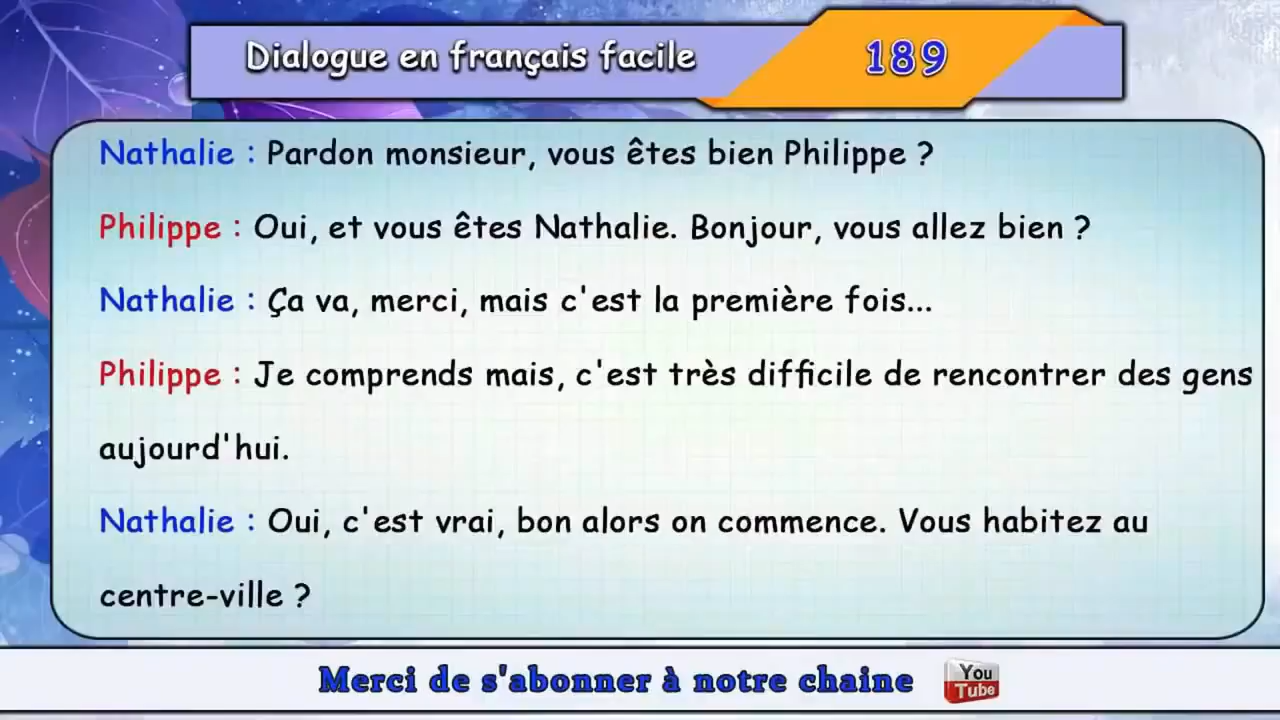 Dialogue en français facile 189
Nathalie : Pardon monsieur, vous êtes bien Philippe ?
Philippe : Oui, et vous êtes Nathalie. Bonjour, vous allez bien ?
Nathalie : Ça va, merci, mais c'est la première fois...
Philippe : Je comprends mais, c'est très difficile de rencontrer des gens
aujourd'hui.
Nathalie : Oui, c'est vrai, bon alors on commence. Vous habitez au
centre-ville ?
Merci de s'abonner à notre chaine You
Tube